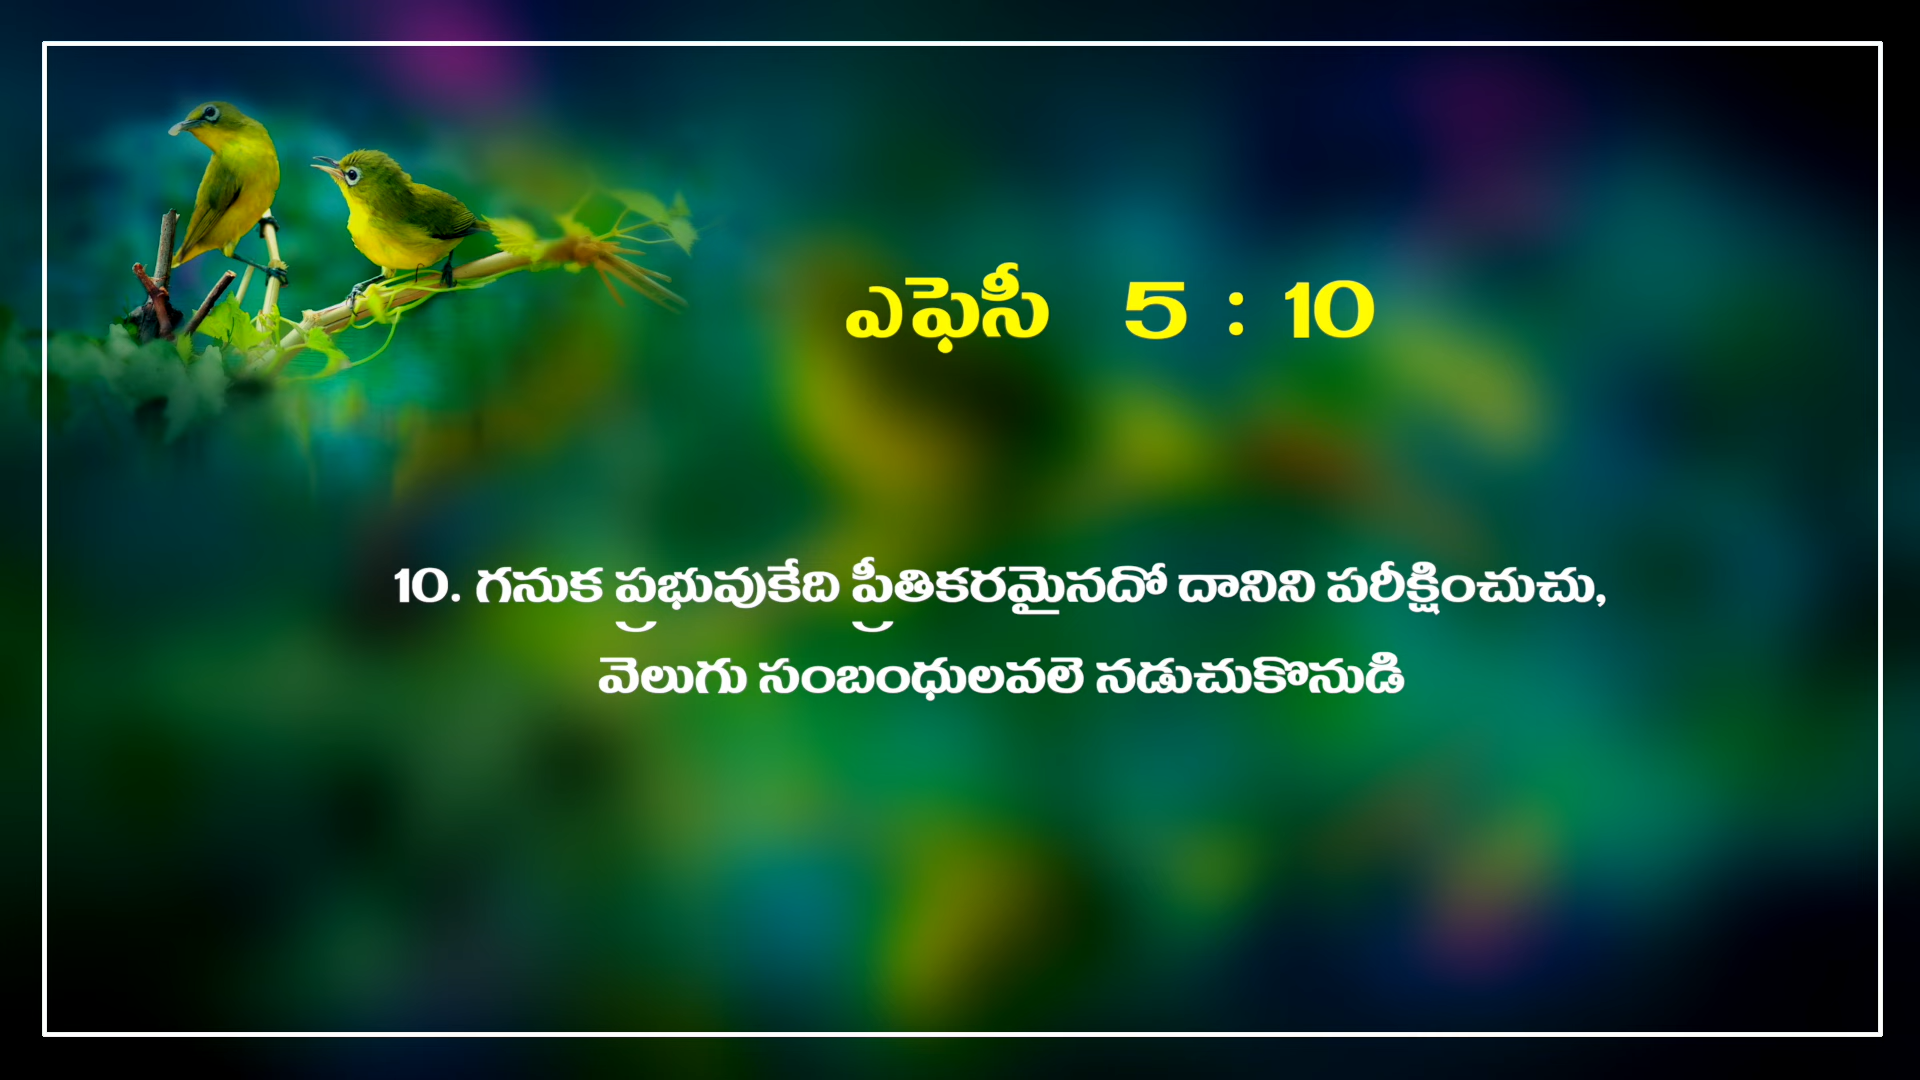 ఎఫెసీ 5 : 10
10. గనుక ప్రభువుకేది ప్రీతికరమైనదో దానిని పరీక్షించుచు,
వెలుగు సంబంధులవలె నడుచుకొనుడి